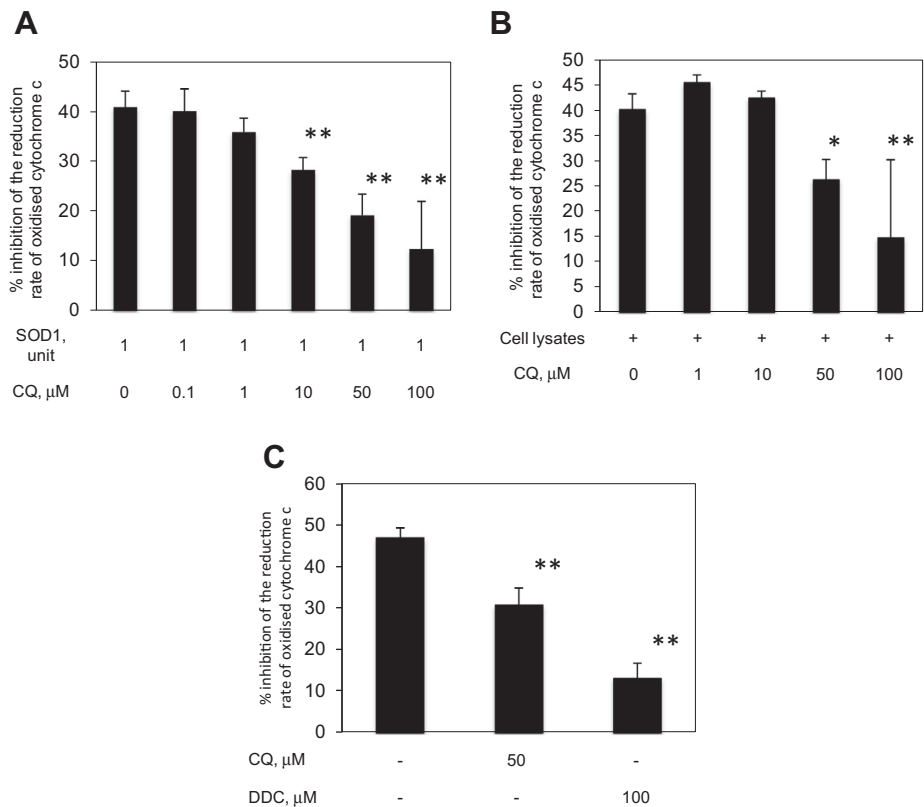 A
% inhibition of the reduction
rate of oxidised cytochrome c
50
40
30
20
10
0
**
**
**
SOD1,
unit
1 1 1 1 1 1
CQ, μM 0 0.1 1 10 50 100
B
% inhibition of the reduction
rate of oxidised cytochrome c
50
45
40
35
30
25
20
15
10
5
0
*
**
Cell lysates + + + + +
CQ, μM 0 1 10 50 100
C
% inhibition of the reduction
rate of oxidised cytochrome c
60
50
40
30
20
10
0
**
**
CQ, μM - 50 -
DDC, μM - - 100